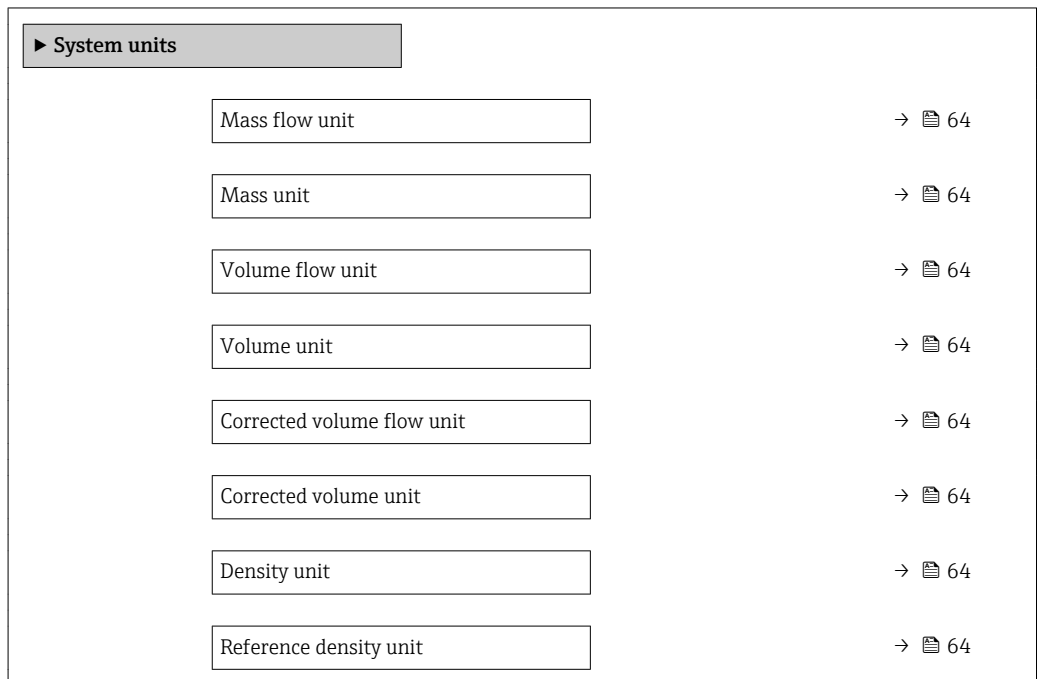 ▶ System units
Mass flow unit → 64
Mass unit → 64
Volume flow unit → 64
Volume unit → 64
Corrected volume flow unit → 64
Corrected volume unit → 64
Density unit → 64
Reference density unit → 64